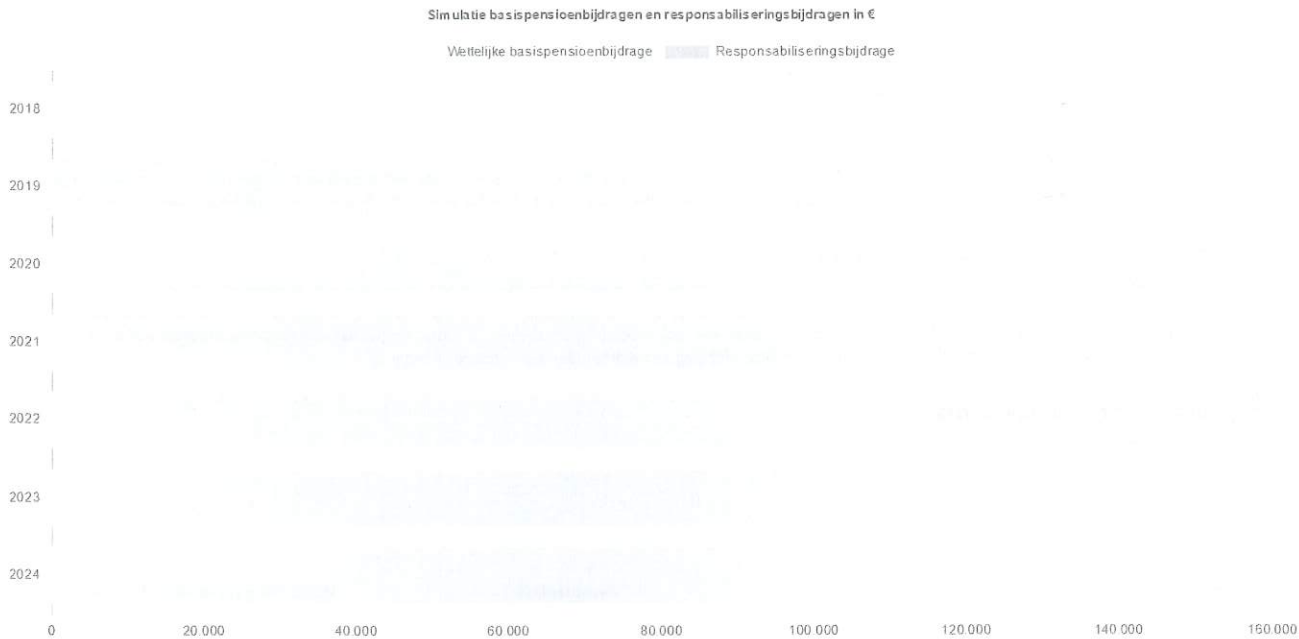 Simulatie basispensioenbijdragen en responsabiliseringsbijdragen in €
Wettelijke basispensioenbijdrage Responsabiliseringsbijdrage
2018
2019
2020
2021
2022
2023
2024
0 20.000 40 000 60 000 80 000 100 000 120 000 140 000 160 000